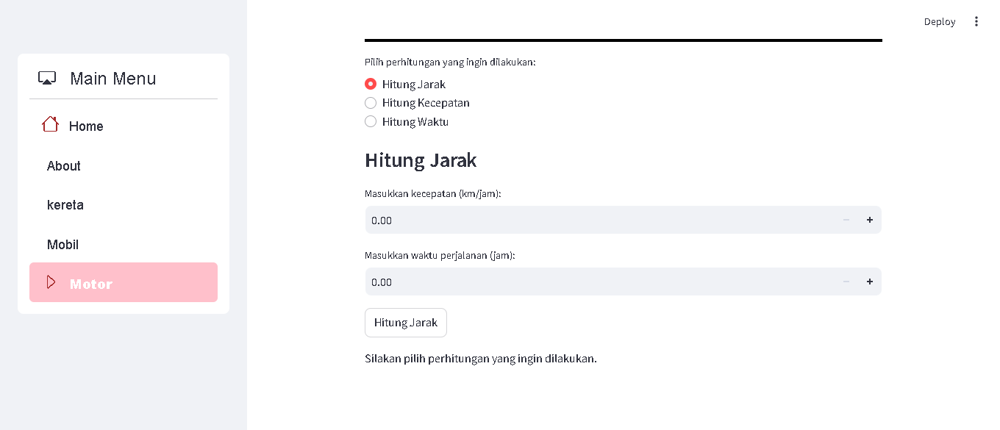 Deploy
Main Menu
Home
About
kereta
Mobil
Motor
Pilih perhitungan yang ingin dilakukan:
Hitung Jarak
Hitung Kecepatan
Hitung Waktu
Hitung Jarak
Masukkan kecepatan (km/jam):
0.00
Masukkan waktu perjalanan (jam):
0.00
Hitung Jarak
Silakan pilih perhitungan yang ingin dilakukan.